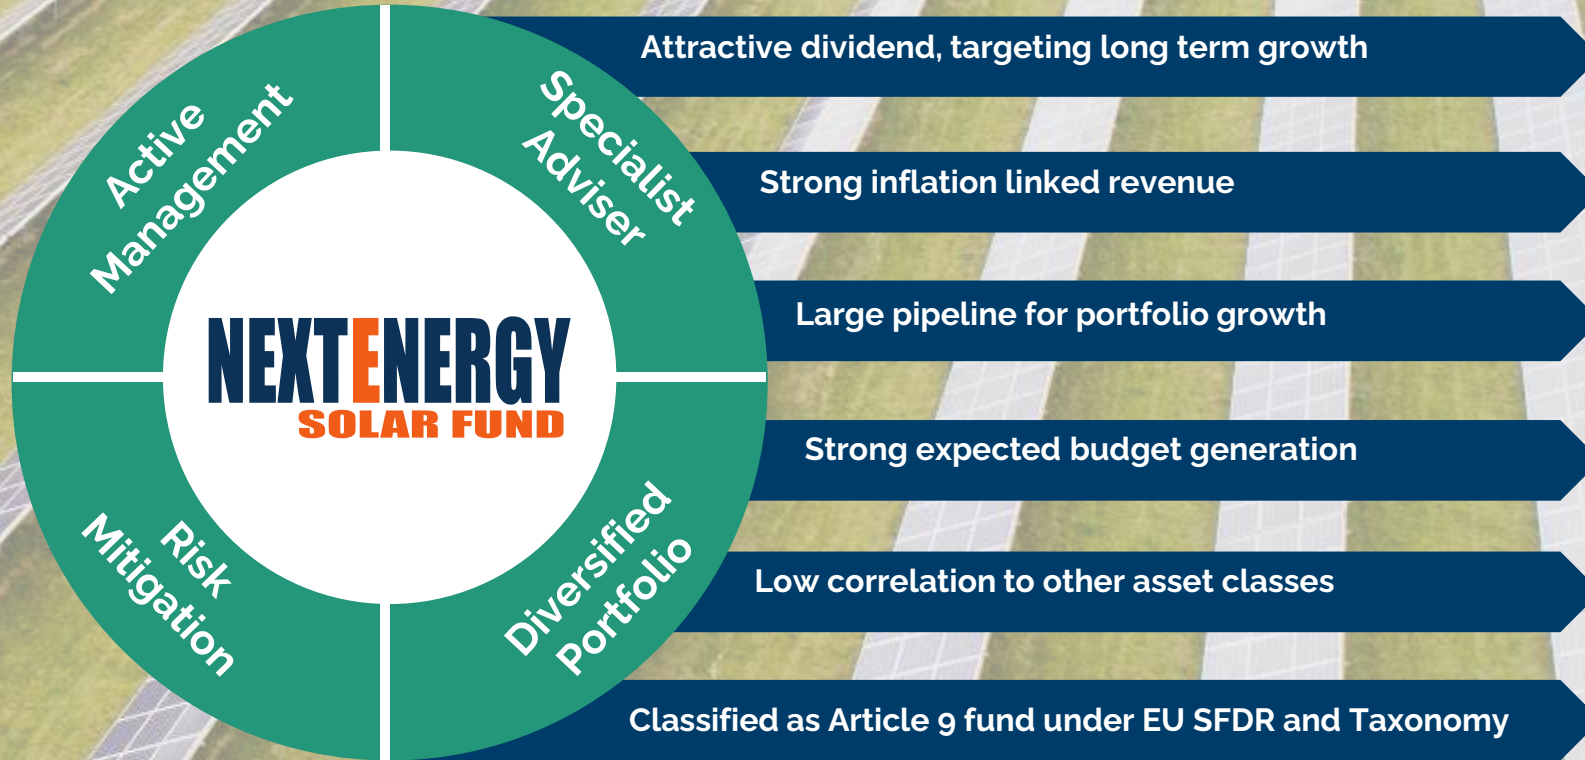 Active
Management
Specialist
Adviser
NEXTENERGY
SOLAR FUND
Risk
Mitigation
Diversified
Portfolio
Attractive dividend, targeting long term growth
Strong inflation linked revenue
Large pipeline for portfolio growth
Strong expected budget generation
Low correlation to other asset classes
Classified as Article 9 fund under EU SFDR and Taxonomy